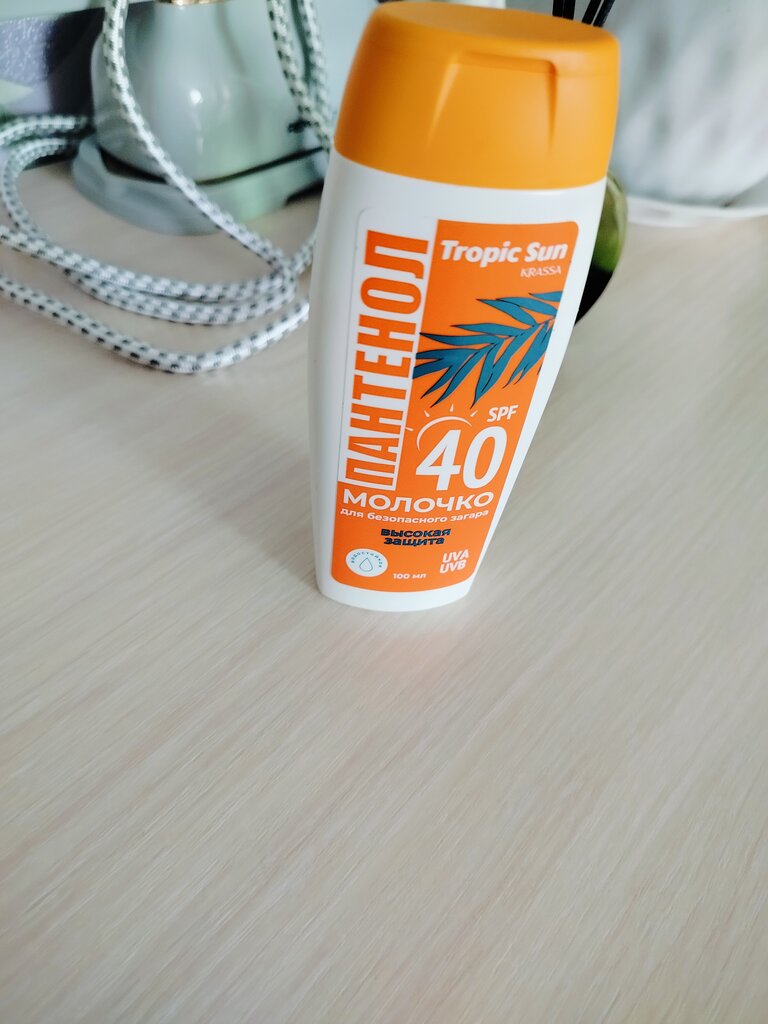 Tropic Sun
KRASSA
ПАНТЕНОЛ
SPF
40
МОЛОЧКО
для безопасного загара
высокая
защита
UVA
UVB
100 мл